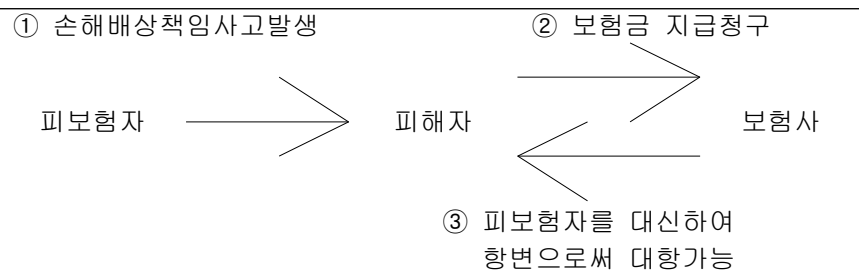 ① 손해배상책임사고발생 ② 보험금 지급청구
피보험자 피해자 보험사
③ 피보험자를 대신하여
항변으로써 대항가능